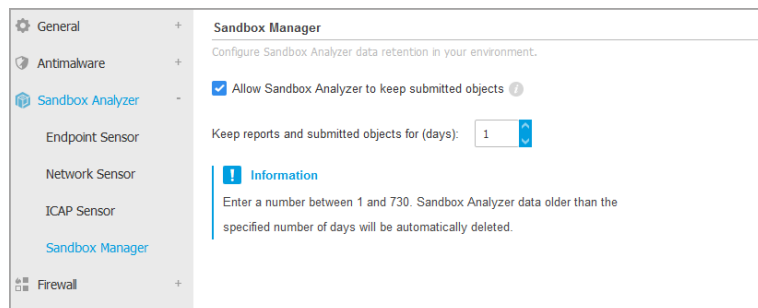 General +
Antimalware +
Sandbox Analyzer -
Endpoint Sensor
Network Sensor
ICAP Sensor
Sandbox Manager
Firewall +
Sandbox Manager
Configure Sandbox Analyzer data retention in your environment.
Allow Sandbox Analyzer to keep submitted objects i
Keep reports and submitted objects for (days): 1
! Information
Enter a number between 1 and 730. Sandbox Analyzer data older than the
specified number of days will be automatically deleted.